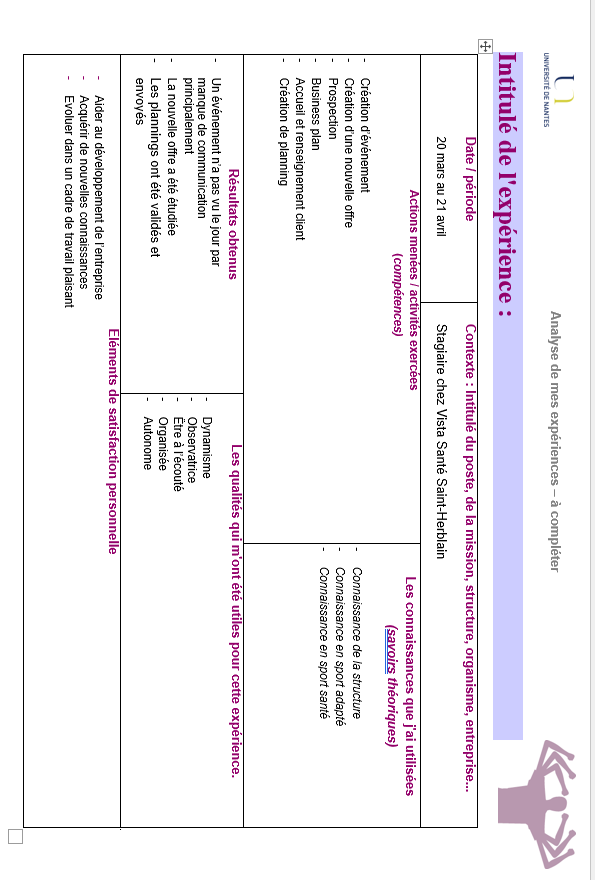 UNIVERSITÉ DE NANTES
Analyse de mes expériences – à compléter
Intitulé de l'expérience :
Date / période
20 mars au 21 avril
Contexte : Intitulé du poste, de la mission, structure, organisme, entreprise...
Stagiaire chez Vista Santé Saint-Herblain
Actions menées / activités exercées
(compétences)
- Création d'événement
- Création d'une nouvelle offre
- Prospection
- Business plan
- Accueil et renseignement client
- Création de planning
Les connaissances que j'ai utilisées
(savoirs théoriques)
- Connaissance de la structure
- Connaissance en sport adapté
- Connaissance en sport santé
Résultats obtenus
- Un événement n'a pas vu le jour par
manque de communication
principalement
- La nouvelle offre a été étudiée
- Les plannings ont été validés et
envoyés
Les qualités qui m'ont été utiles pour cette expérience.
- Dynamisme
- Observatrice
- Être à l'écouté
- Organisée
- Autonome
Eléments de satisfaction personnelle
- Aider au développement de l'entreprise
- Acquérir de nouvelles connaissances
- Evoluer dans un cadre de travail plaisant